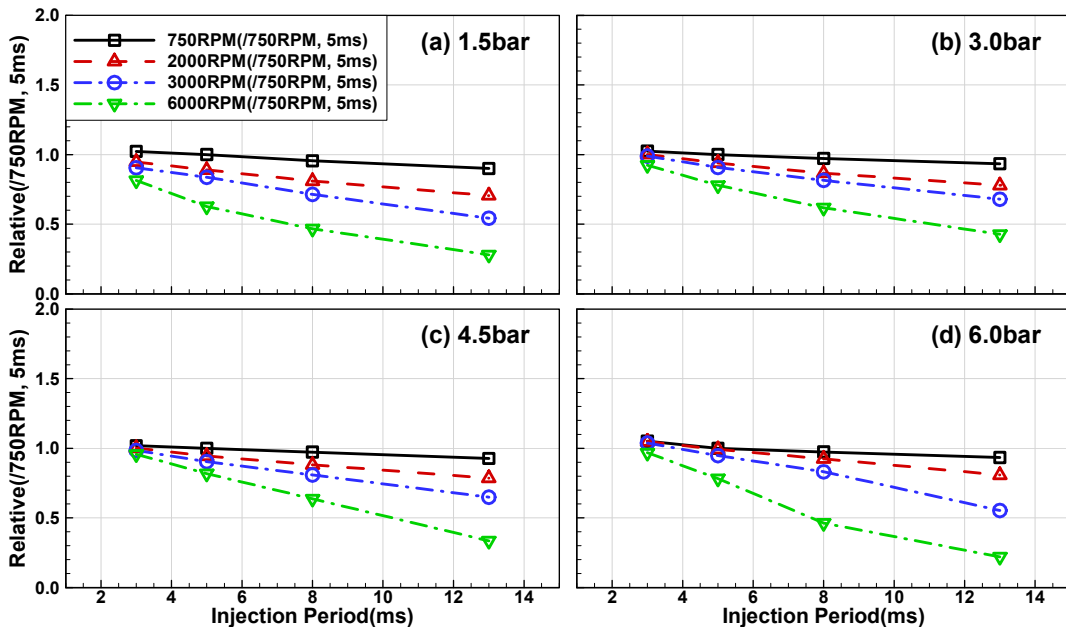 2.0
1.5
1.0
0.5
0.0
Relative(/750RPM, 5ms)
750RPM(/750RPM, 5ms)
2000RPM(/750RPM, 5ms)
3000RPM(/750RPM, 5ms)
6000RPM(/750RPM, 5ms)
(a) 1.5bar
(b) 3.0bar
2.0
1.5
1.0
0.5
0.0
Relative(/750RPM, 5ms)
(c) 4.5bar
(d) 6.0bar
2 4 6 8 10 12 14
2 4 6 8 10 12 14
Injection Period(ms)
Injection Period(ms)